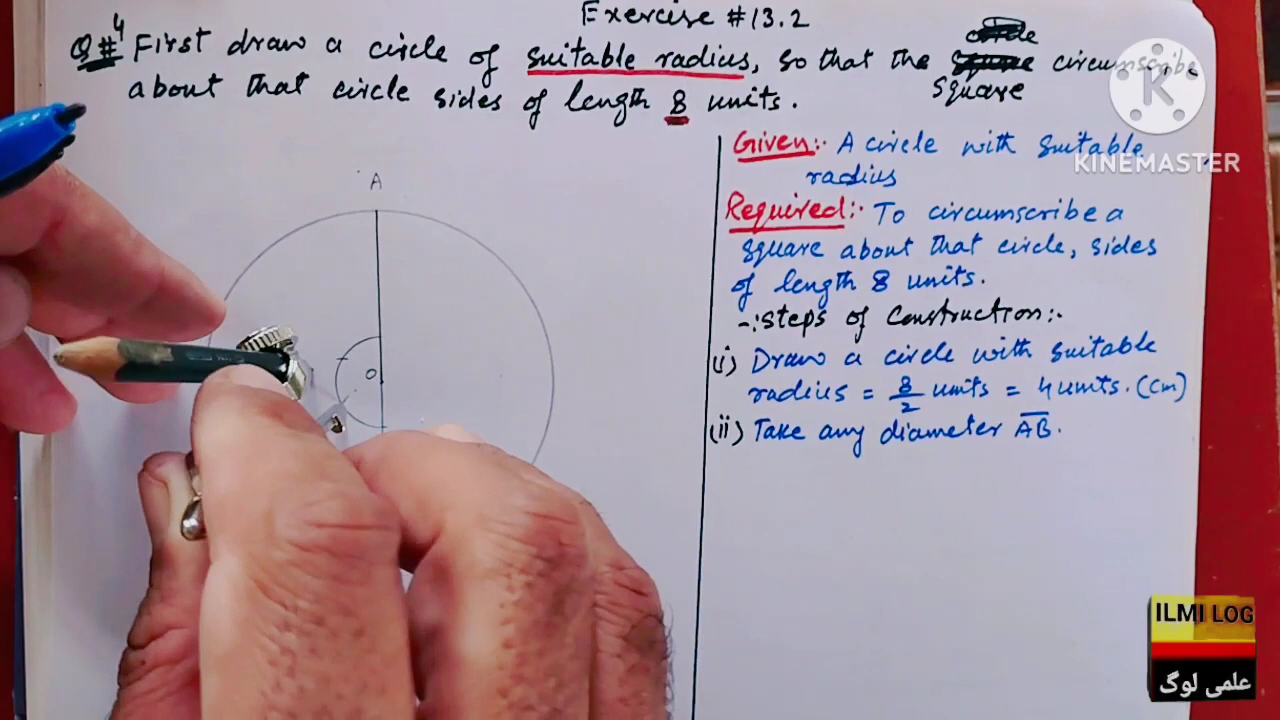 Exercise #13.2
Q#4 First draw a circle of suitable radius, so that the square circumscribe
about that circle sides of length 8 units.
Given:- A circle with suitable
radius
Required:- To circumscribe a
square about that circle, sides
of length 8 units.
-:Steps of Construction:-
(i) Draw a circle with suitable
radius = 8/2 units = 4 units. (cm)
(ii) Take any diameter AB.
A
O
K
KINEMASTER
ILMI LOG
علمی لوگ